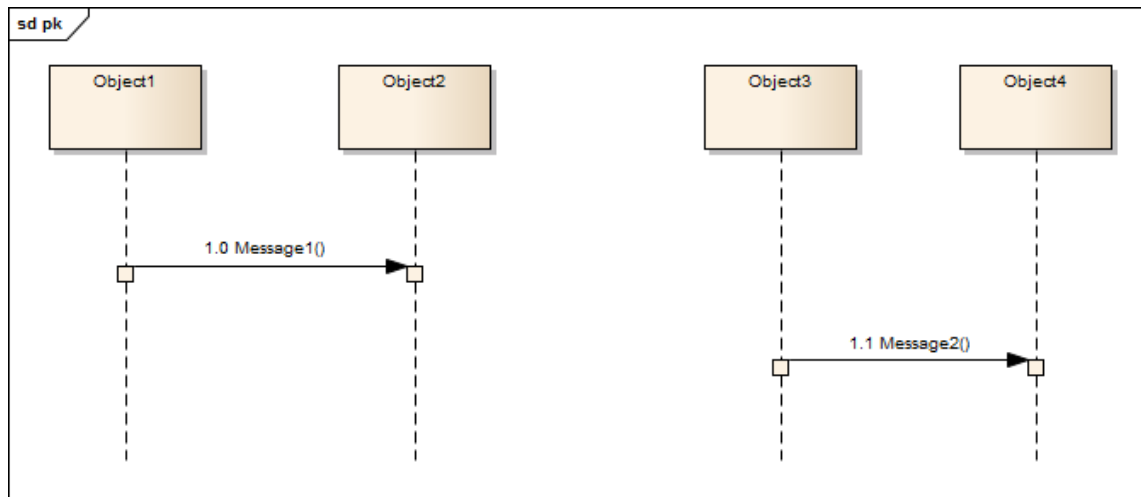 sd pk
Object1
Object2
Object3
Object4
1.0 Message1()
1.1 Message2()